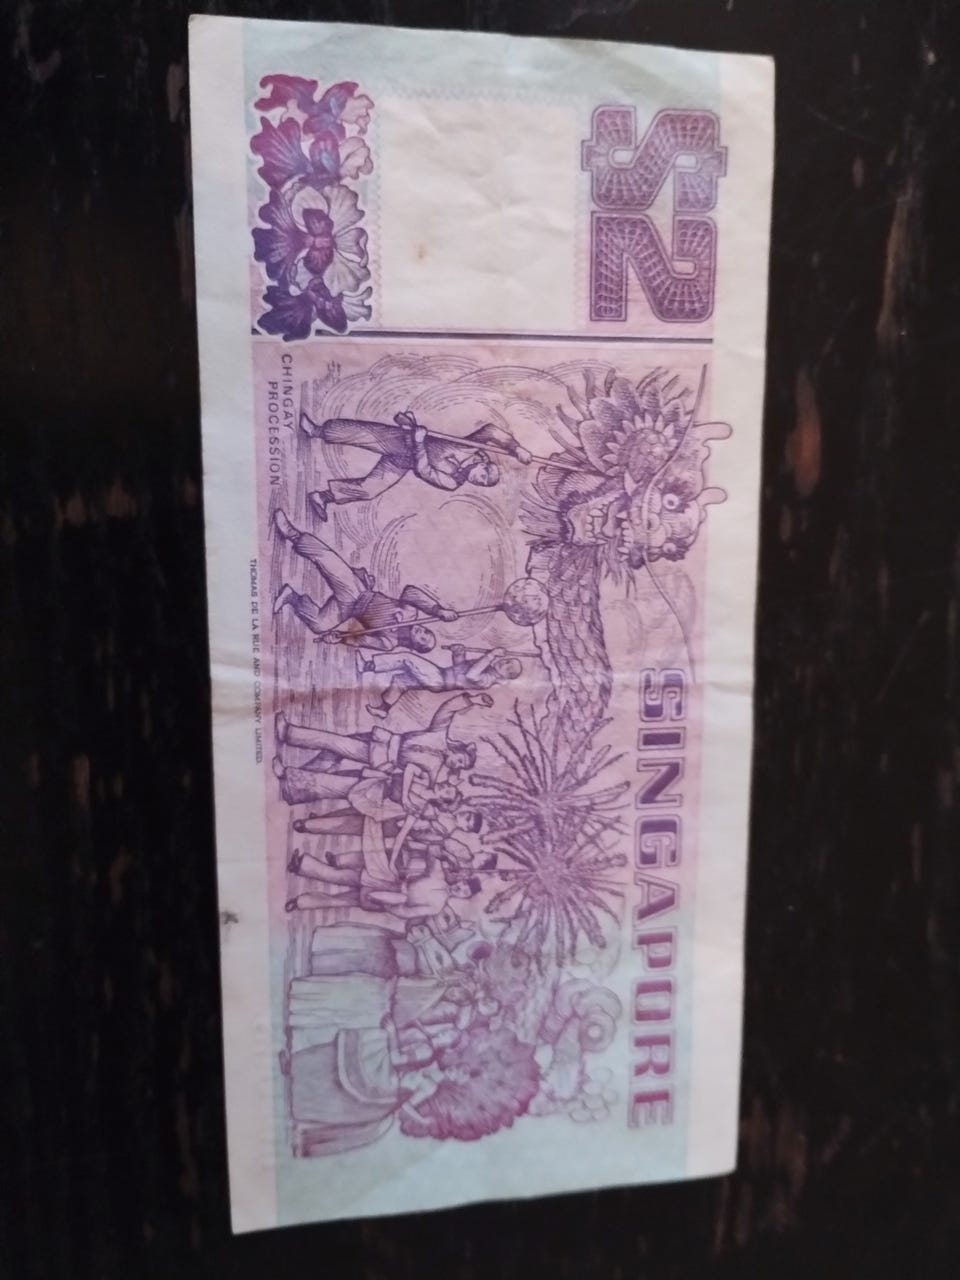 $2
SINGAPORE
CHINGAY
PROCESSION
THOMAS DE LA RUE AND COMPANY LIMITED